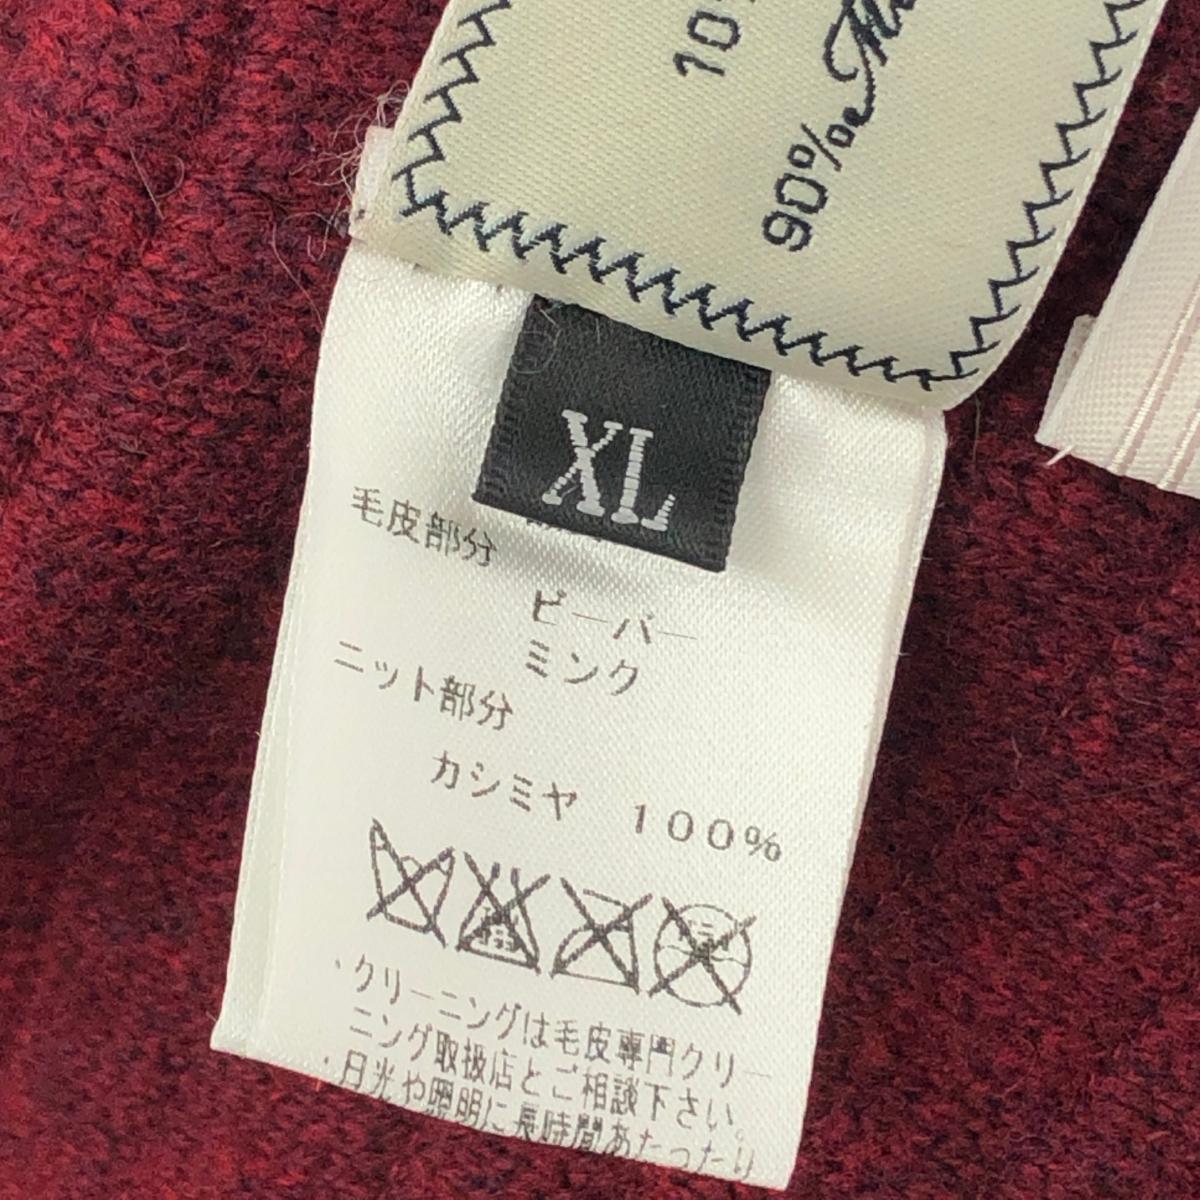 10%
90%
XL
毛皮部分
ビーバー
ミンク
ニット部分
カシミヤ 100%
・クリーニングは毛皮専門クリー
ニング取扱店とご相談下さい。
・日光や照明に長時間あたったり